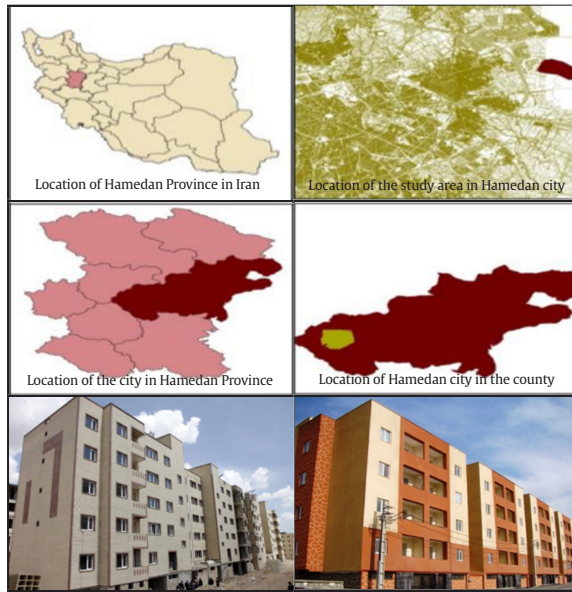 Location of Hamedan Province in Iran
Location of the study area in Hamedan city
Location of the city in Hamedan Province
Location of Hamedan city in the county